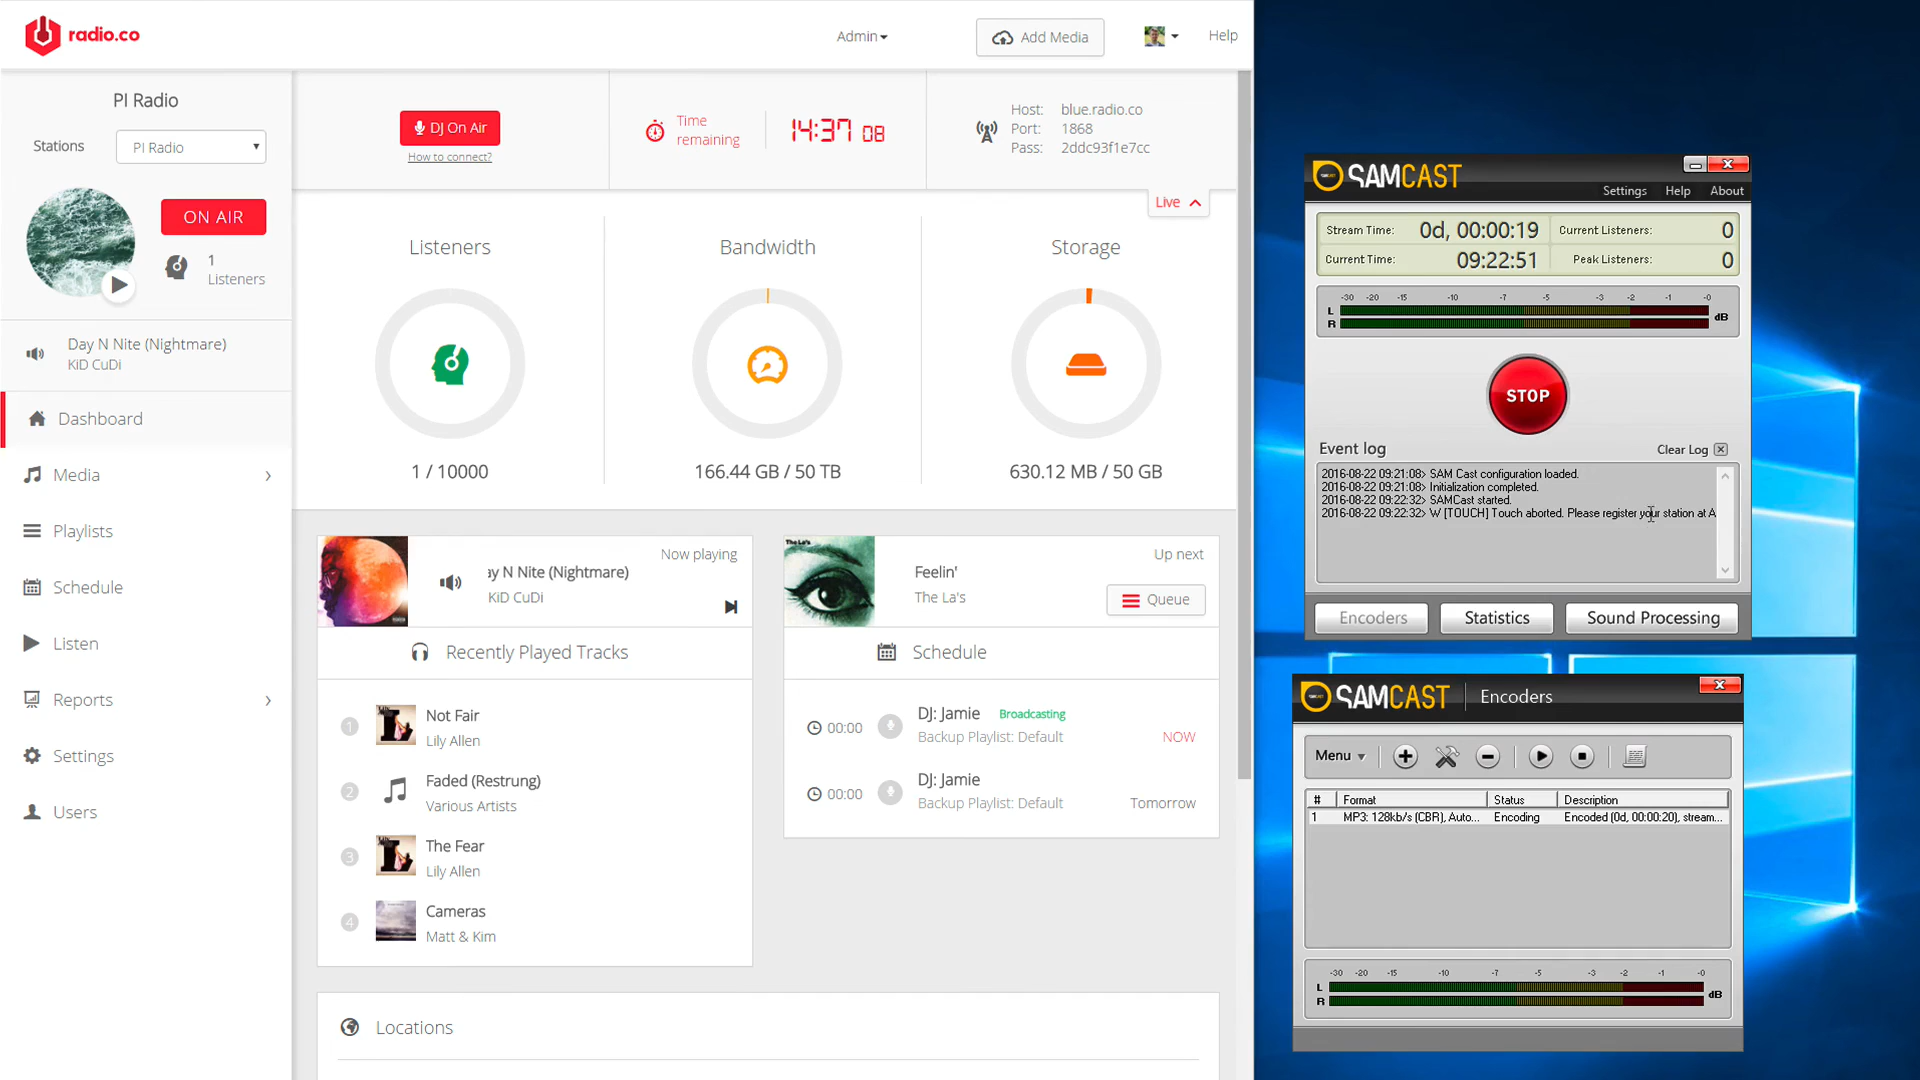 radio.co
Admin
Add Media
Help
PI Radio
Stations
PI Radio
ON AIR
1
Listeners
Day N Nite (Nightmare)
KiD CuDi
Dashboard
Media
Playlists
Schedule
Listen
Reports
Settings
Users
DJ On Air
How to connect?
Time
remaining
14:37 08
Host: blue.radio.co
Port: 1868
Pass: 2ddc93f1e7cc
Live
Listeners
1 / 10000
Bandwidth
166.44 GB / 50 TB
Storage
630.12 MB / 50 GB
Now playing
ay N Nite (Nightmare)
KiD CuDi
Recently Played Tracks
1
Not Fair
Lily Allen
2
Faded (Restrung)
Various Artists
3
The Fear
Lily Allen
4
Cameras
Matt & Kim
The La's
Up next
Feelin'
The La's
Queue
Schedule
00:00
DJ: Jamie Broadcasting
Backup Playlist: Default
NOW
00:00
DJ: Jamie
Backup Playlist: Default
Tomorrow
Locations
SAMCAST
Settings Help About
Stream Time: 0d, 00:00:19 Current Listeners: 0
Current Time: 09:22:51 Peak Listeners: 0
-30 -20 -15 -10 -7 -5 -3 -2 -1 -0
L
R
dB
STOP
Event log
Clear Log
2016-08-22 09:21:08> SAM Cast configuration loaded.
2016-08-22 09:21:08> Initialization completed.
2016-08-22 09:22:32> SAMCast started.
2016-08-22 09:22:32> W [TOUCH] Touch aborted. Please register your station at A
Encoders Statistics Sound Processing
SAMCAST Encoders
Menu
# Format Status Description
1 MP3: 128kb/s (CBR), Auto... Encoding Encoded (0d, 00:00:20), stream...
-30 -20 -15 -10 -7 -5 -3 -2 -1 -0
L
R
dB